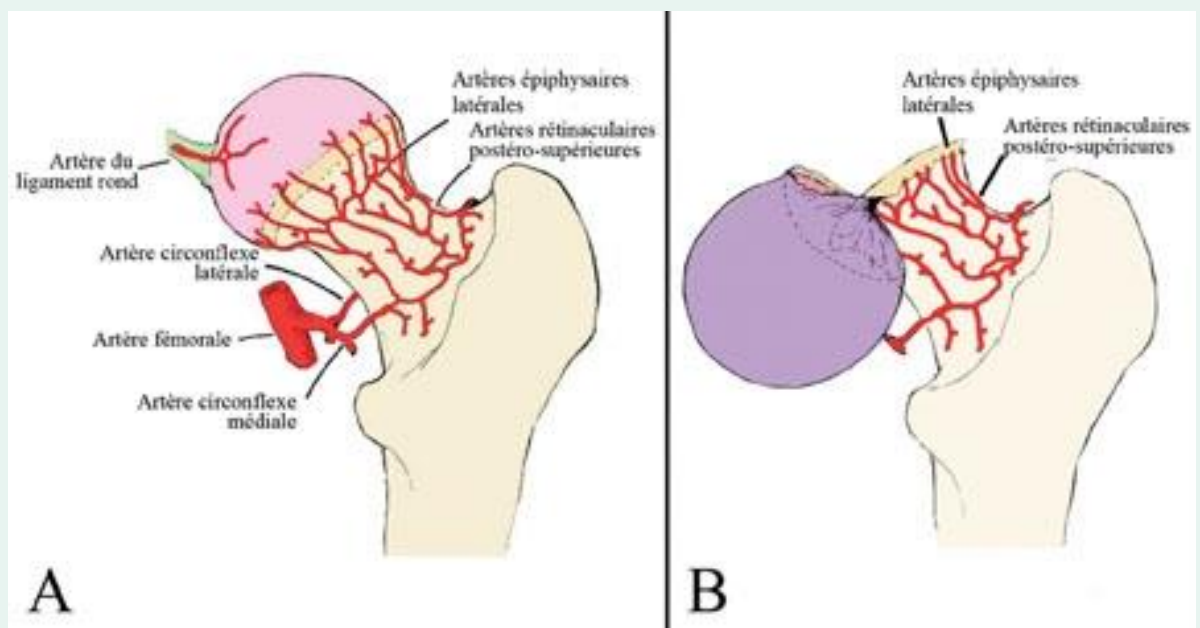 Artères épiphysaires
latérales
Artères rétinaculaires
postéro-supérieures
Artère du
ligament rond
Artère circonflexe
latérale
Artère fémorale
Artère circonflexe
médiale
A
Artères épiphysaires
latérales
Artères rétinaculaires
postéro-supérieures
B